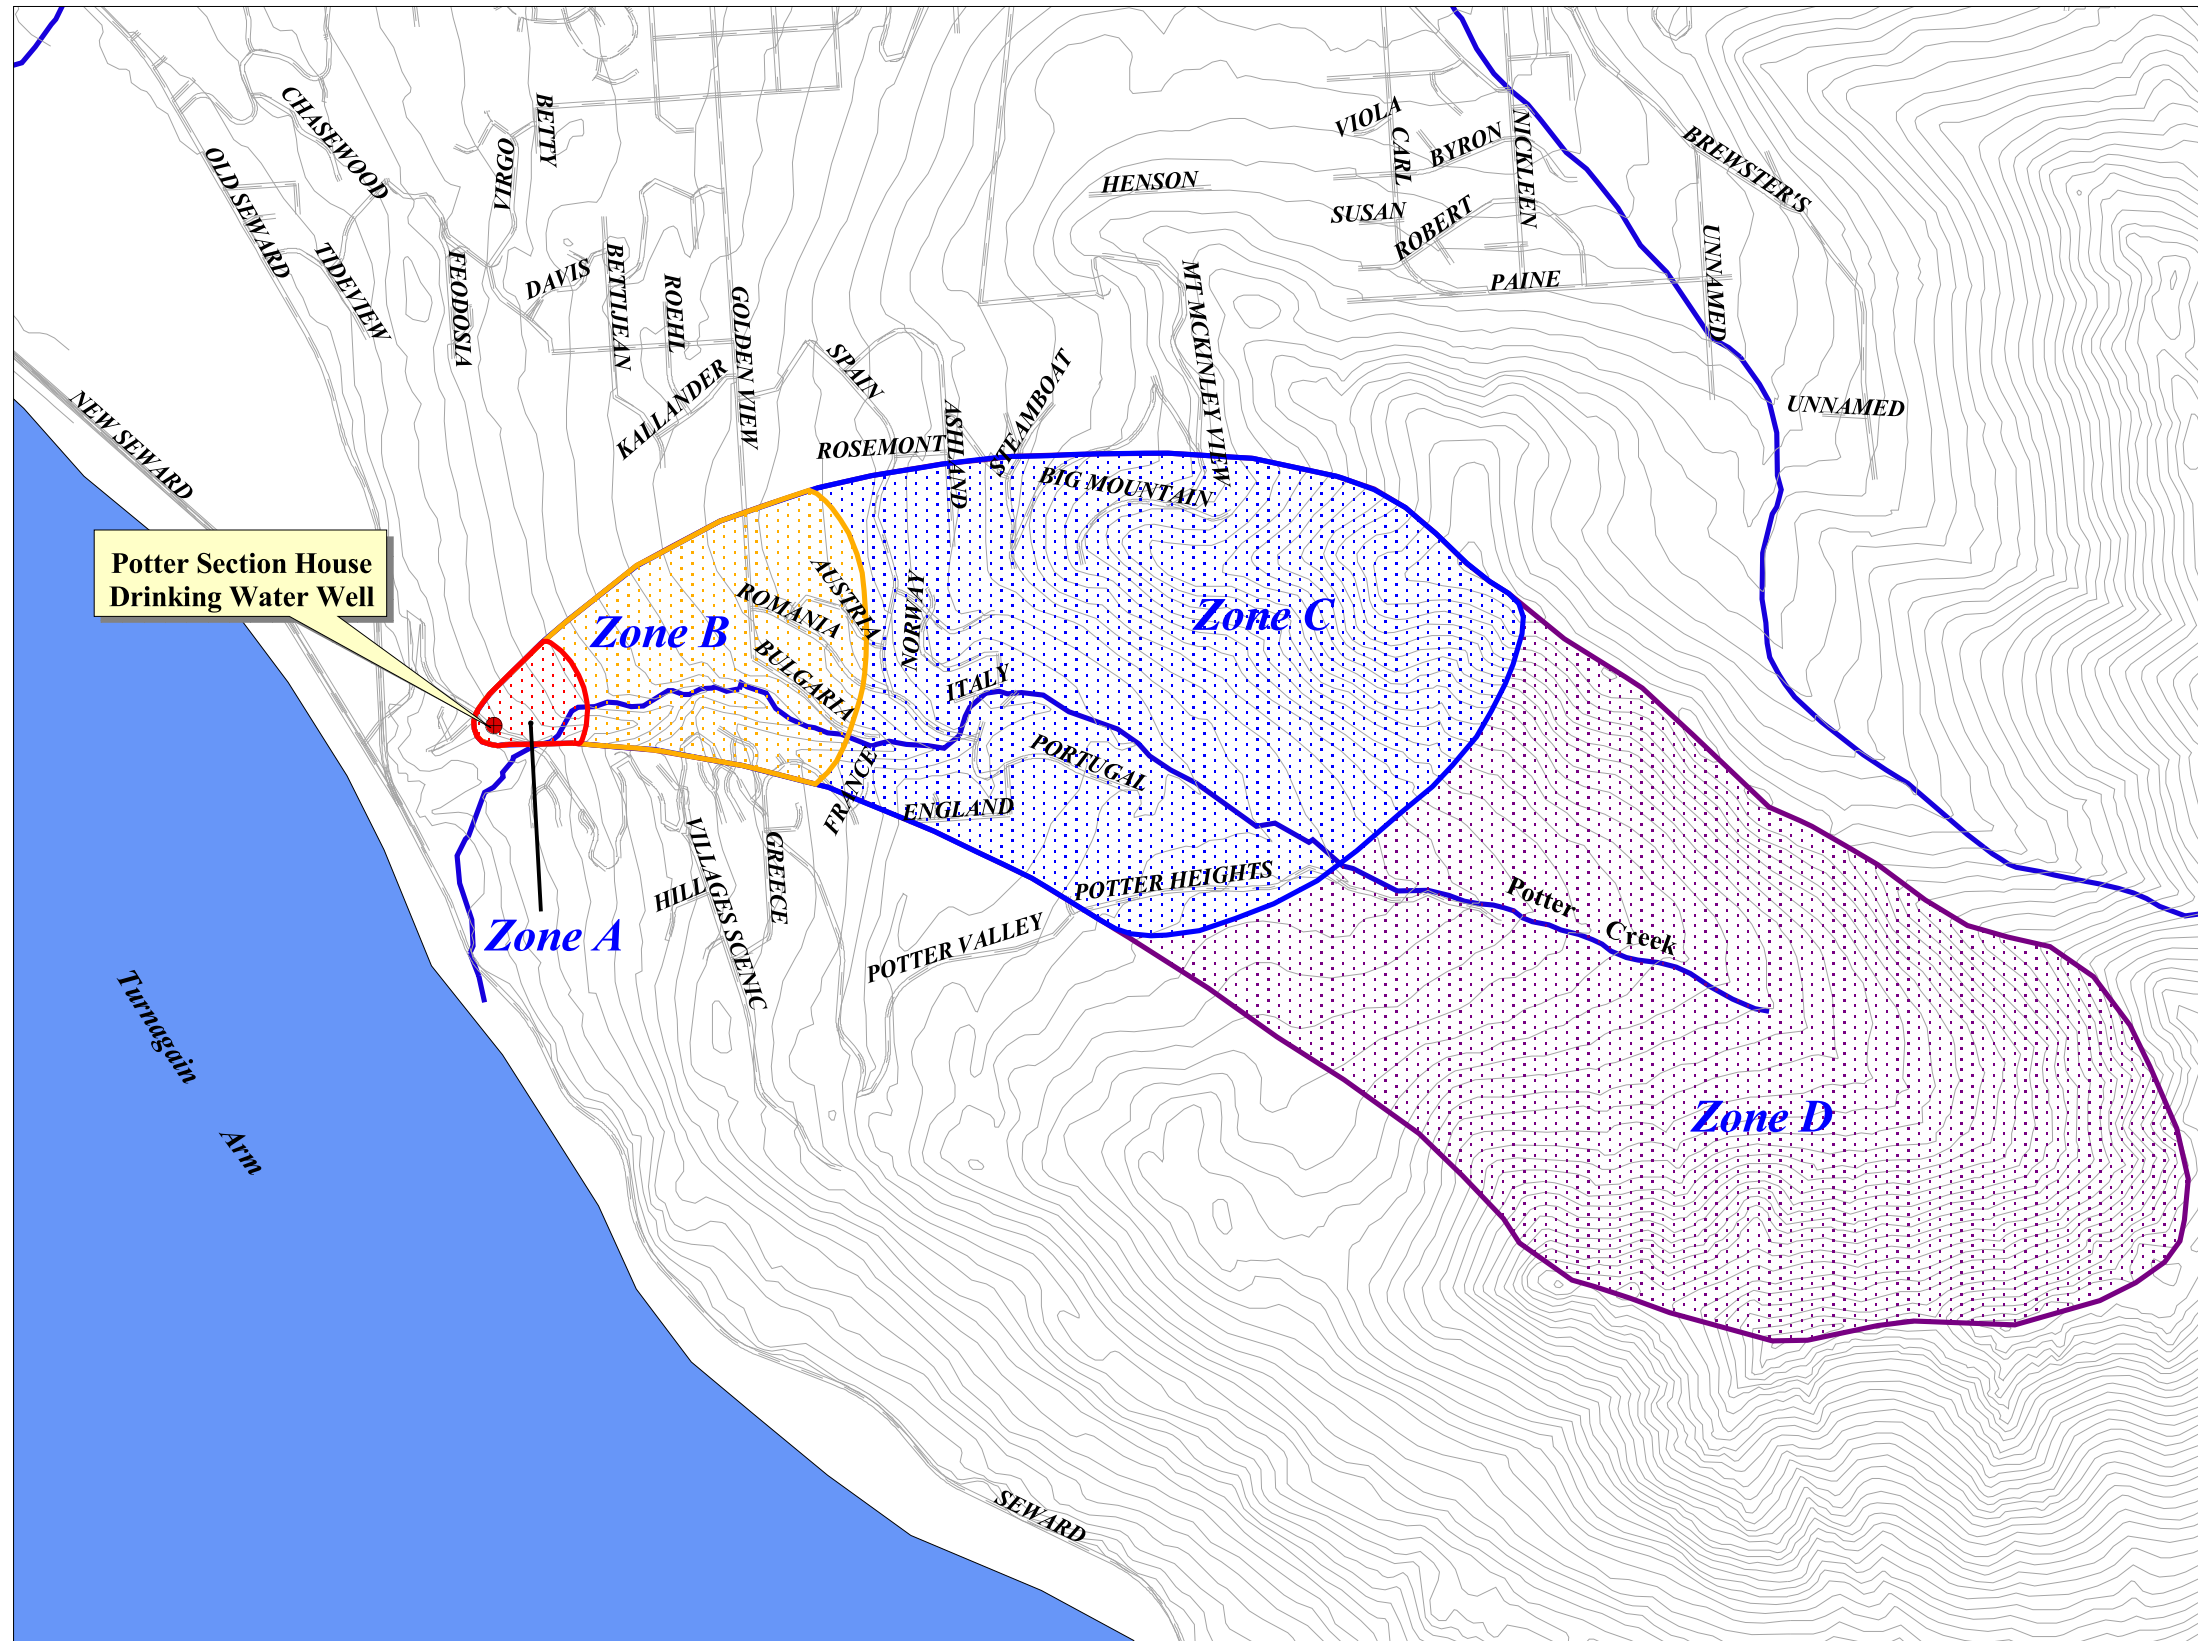 CHASEWOOD
BETTY
VIOLA
CARL
BYRON
NICKLEEN
BREWSTER'S
OLD SEWARD
VIRGO
HENSON
SUSAN
ROBERT
TIDEVIEW
FEODOSIA
DAVIS
BETTIJEAN
ROEHL
GOLDEN VIEW
MT MCKINLEY VIEW
PAINE
UNNAMED
NEW SEWARD
KALLANDER
SPAIN
STEAMBOAT
ASHLAND
UNNAMED
ROSEMONT
BIG MOUNTAIN
Potter Section House
Drinking Water Well
Zone B
ROMANIA
AUSTRIA
NORWAY
Zone C
BULGARIA
ITALY
PORTUGAL
FRANCE
ENGLAND
VILLAGES SCENIC
GREECE
HILL
POTTER HEIGHTS
Potter
Creek
Zone A
POTTER VALLEY
Turnagain
Arm
Zone D
SEWARD